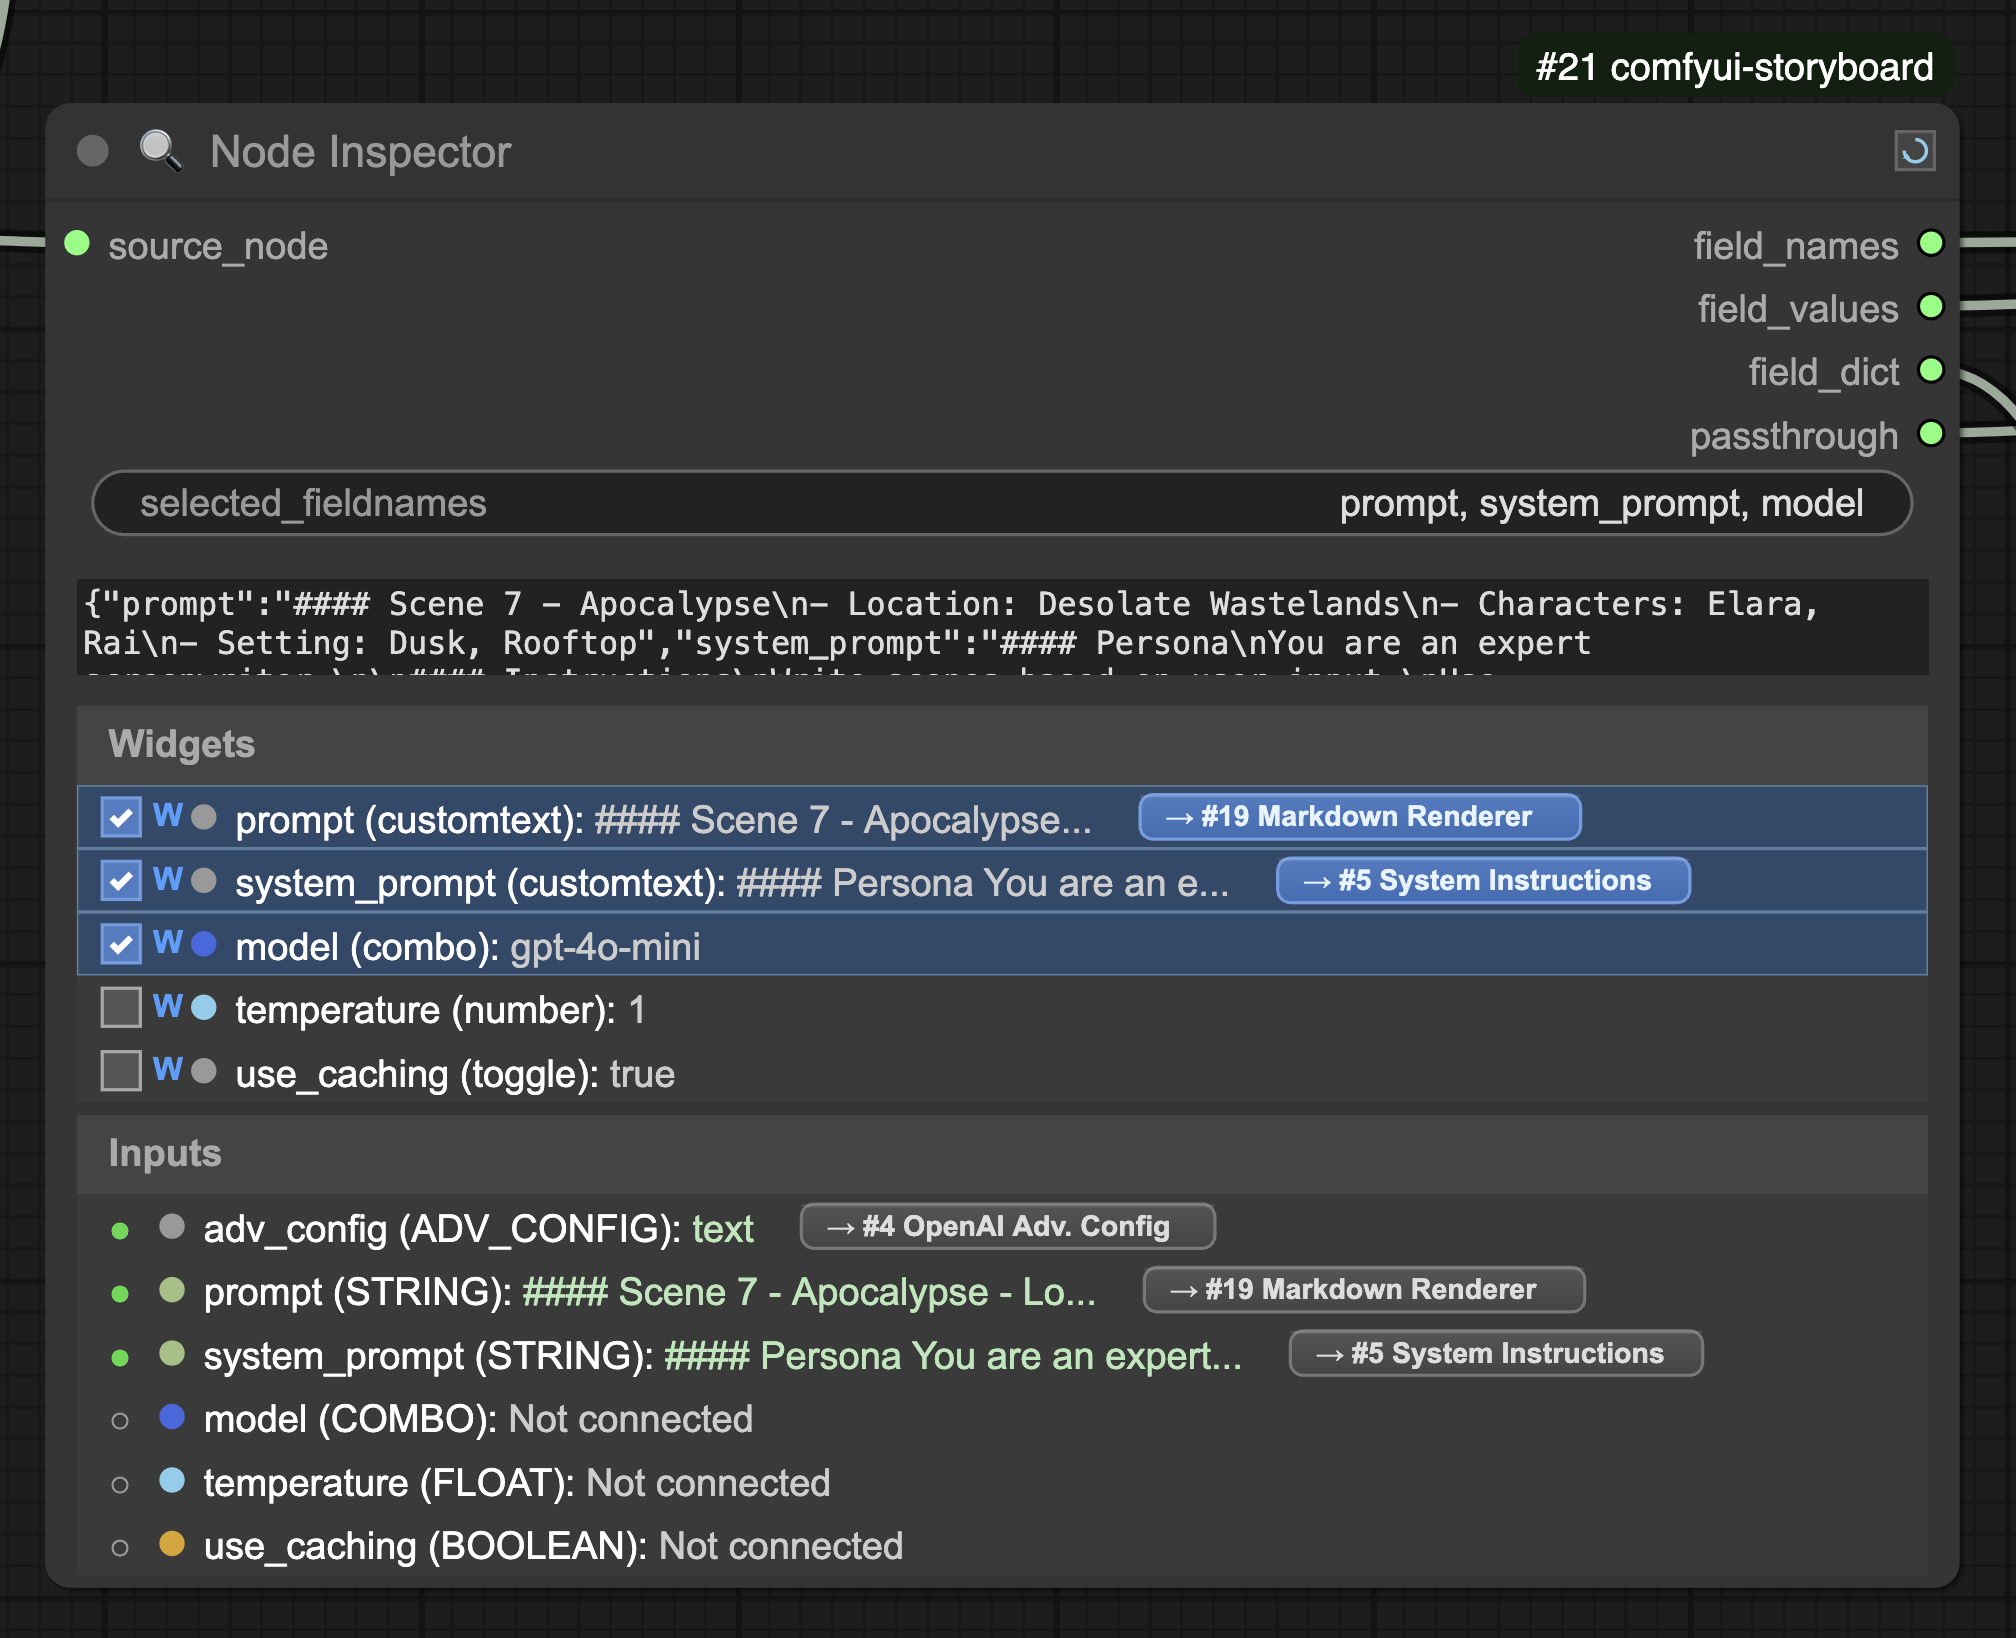 #21 comfyui-storyboard
Node Inspector
source_node
field_names
field_values
field_dict
passthrough
selected_fieldnames prompt, system_prompt, model
{"prompt":"#### Scene 7 - Apocalypse\n- Location: Desolate Wastelands\n- Characters: Elara,
Rai\n- Setting: Dusk, Rooftop","system_prompt":"#### Persona\nYou are an expert
Widgets
W prompt (customtext): #### Scene 7 - Apocalypse... → #19 Markdown Renderer
W system_prompt (customtext): #### Persona You are an e... → #5 System Instructions
W model (combo): gpt-4o-mini
W temperature (number): 1
W use_caching (toggle): true
Inputs
adv_config (ADV_CONFIG): text → #4 OpenAI Adv. Config
prompt (STRING): #### Scene 7 - Apocalypse - Lo... → #19 Markdown Renderer
system_prompt (STRING): #### Persona You are an expert... → #5 System Instructions
model (COMBO): Not connected
temperature (FLOAT): Not connected
use_caching (BOOLEAN): Not connected